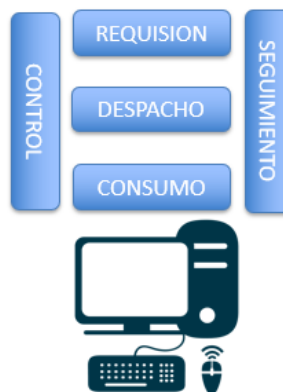 CONTROL
REQUISION
DESPACHO
CONSUMO
SEGUIMIENTO